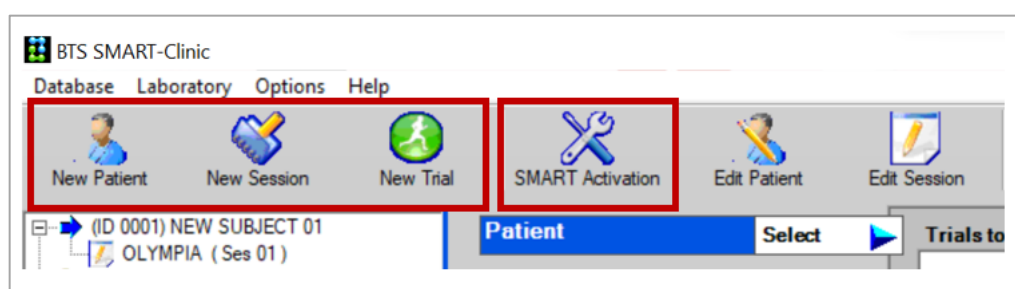 BTS SMART-Clinic
Database Laboratory Options Help
New Patient New Session New Trial SMART Activation Edit Patient Edit Session
(ID 0001) NEW SUBJECT 01
OLYMPIA ( Ses 01 )
Patient Select Trials to